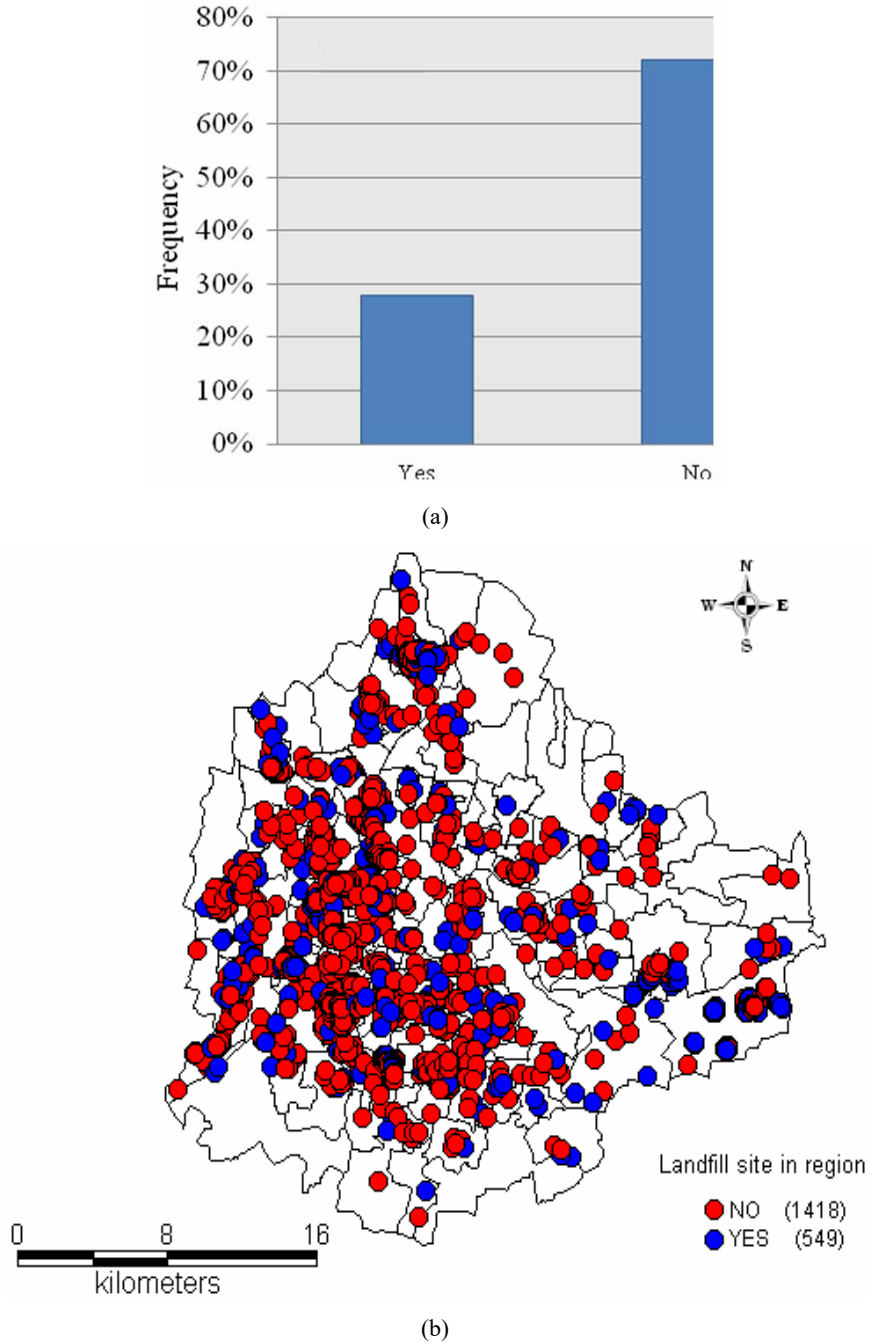 80%
70%
60%
50%
40%
30%
20%
10%
0%
Frequency
Yes No
(a)
N
W E
S
Landfill site in region
NO (1418)
YES (549)
0 8 16
kilometers
(b)